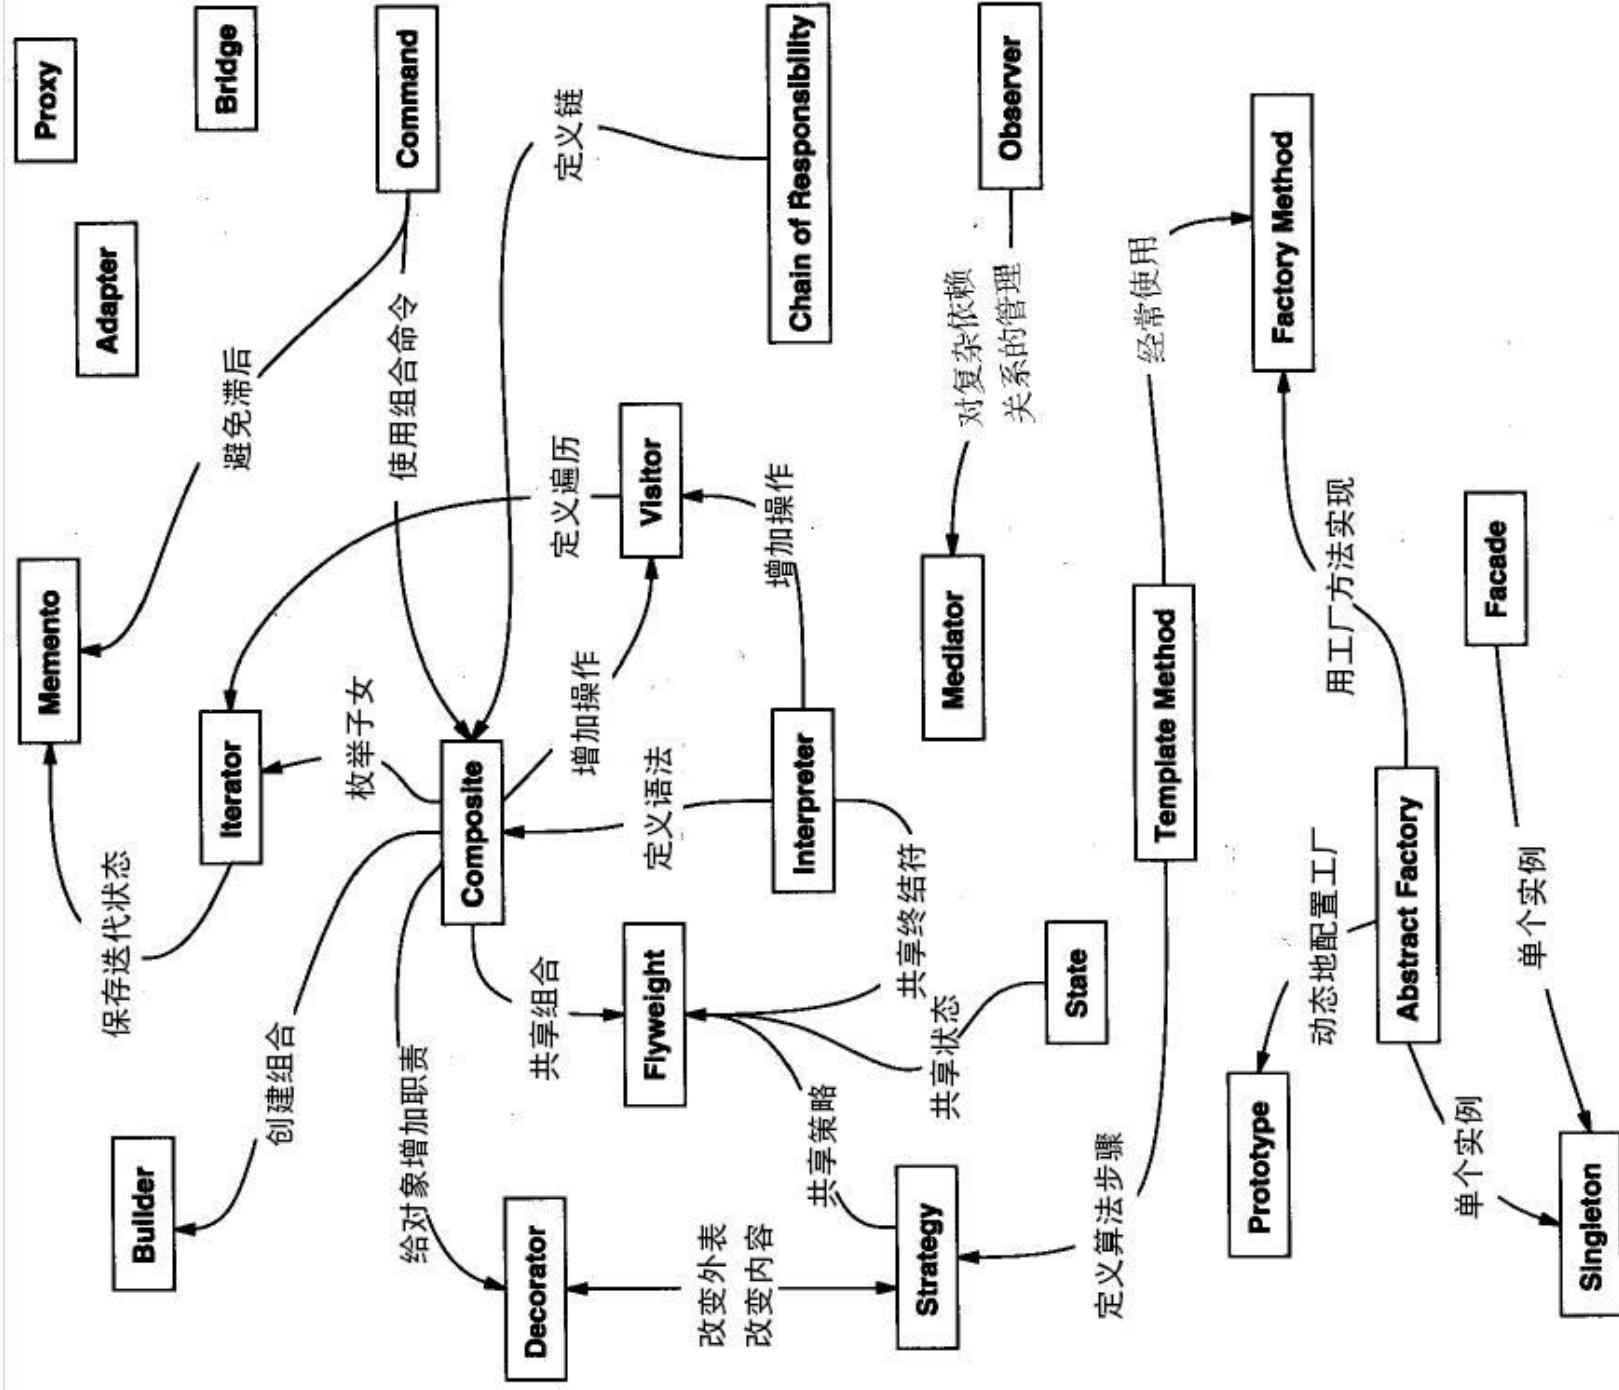 Memento
Proxy
保存迭代状态
Adapter
Builder
Iterator
避免滞后
Bridge
创建组合
枚举子女
给对象增加职责
使用组合命令
Command
Composite
Decorator
共享组合
定义遍历
定义链
增加操作
Flyweight
Visitor
定义语法
改变外表
改变内容
增加操作
Interpreter
Chain of Responsibility
共享策略
共享终结符
Strategy
共享状态
Mediator
对复杂依赖
关系的管理
Observer
State
定义算法步骤
经常使用
Template Method
Prototype
Factory Method
动态地配置工厂
用工厂方法实现
Abstract Factory
单个实例
Facade
单个实例
Singleton